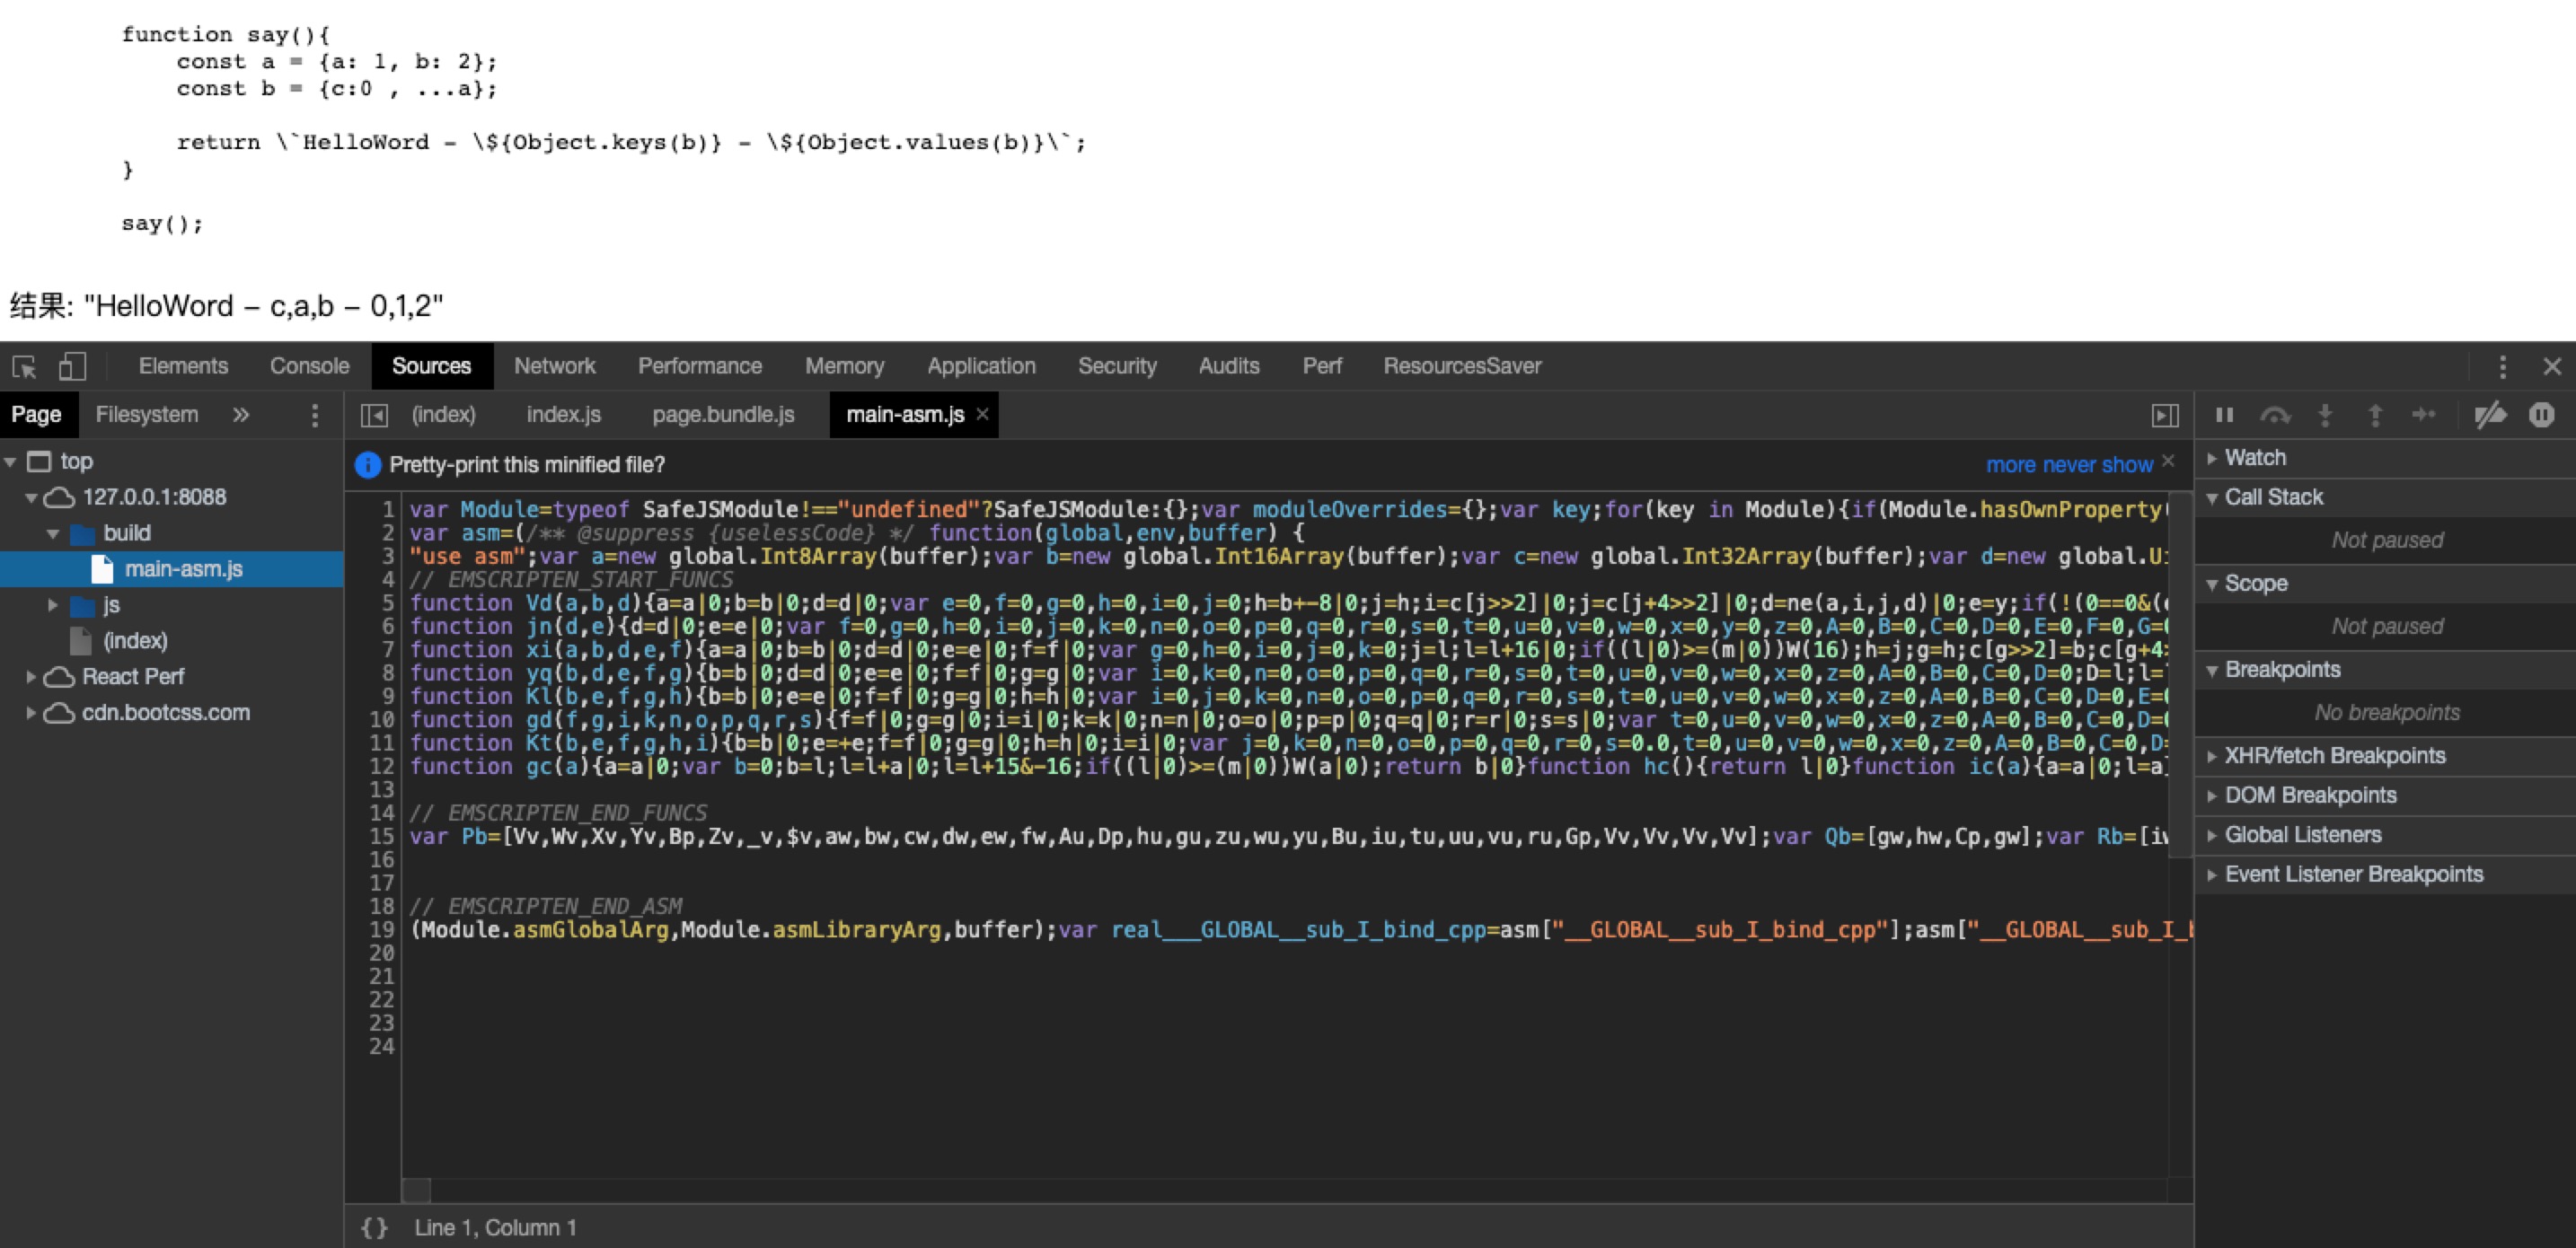 function say(){
    const a = {a: 1, b: 2};
    const b = {c:0 , ...a};
    return \`HelloWord - \${Object.keys(b)} - \${Object.values(b)}\`;
}
say();
结果: "HelloWord – c,a,b – 0,1,2"
Elements Console Sources Network Performance Memory Application Security Audits Perf ResourcesSaver
Page Filesystem » (index) index.js page.bundle.js main-asm.js ×
top
127.0.0.1:8088
build
main-asm.js
js
(index)
React Perf
cdn.bootcss.com
Pretty-print this minified file? more never show ×
1 var Module=typeof SafeJSModule!=="undefined"?SafeJSModule:{};var moduleOverrides={};var key;for(key in Module){if(Module.hasOwnProperty(
2 var asm=(/** @suppress {uselessCode} */ function(global,env,buffer) {
3 "use asm";var a=new global.Int8Array(buffer);var b=new global.Int16Array(buffer);var c=new global.Int32Array(buffer);var d=new global.Ui
4 // EMSCRIPTEN_START_FUNCS
5 function Vd(a,b,d){a=a|0;b=b|0;d=d|0;var e=0,f=0,g=0,h=0,i=0,j=0;h=b+-8|0;j=h;i=c[j>>2]|0;j=c[j+4>>2]|0;d=ne(a,i,j,d)|0;e=y;if(!(0==0&(
6 function jn(d,e){d=d|0;e=e|0;var f=0,g=0,h=0,i=0,j=0,k=0,n=0,o=0,p=0,q=0,r=0,s=0,t=0,u=0,v=0,w=0,x=0,y=0,z=0,A=0,B=0,C=0,D=0,E=0,F=0,G=
7 function xi(a,b,d,e,f){a=a|0;b=b|0;d=d|0;e=e|0;f=f|0;var g=0,h=0,i=0,j=0,k=0;j=l;l=l+16|0;if((l|0)>=(m|0))W(16);h=j;g=h;c[g>>2]=b;c[g+4>
8 function yq(b,d,e,f,g){b=b|0;d=d|0;e=e|0;f=f|0;g=g|0;var i=0,k=0,n=0,o=0,p=0,q=0,r=0,s=0,t=0,u=0,v=0,w=0,x=0,z=0,A=0,B=0,C=0,D=0;D=l;l=
9 function Kl(b,e,f,g,h){b=b|0;e=e|0;f=f|0;g=g|0;h=h|0;var i=0,j=0,k=0,n=0,o=0,p=0,q=0,r=0,s=0,t=0,u=0,v=0,w=0,x=0,z=0,A=0,B=0,C=0,D=0,E=
10 function gd(f,g,i,k,n,o,p,q,r,s){f=f|0;g=g|0;i=i|0;k=k|0;n=n|0;o=o|0;p=p|0;q=q|0;r=r|0;s=s|0;var t=0,u=0,v=0,w=0,x=0,z=0,A=0,B=0,C=0,D=
11 function Kt(b,e,f,g,h,i){b=b|0;e=+e;f=f|0;g=g|0;h=h|0;i=i|0;var j=0,k=0,n=0,o=0,p=0,q=0,r=0,s=0.0,t=0,u=0,v=0,w=0,x=0,z=0,A=0,B=0,C=0,D=
12 function gc(a){a=a|0;var b=0;b=l;l=l+a|0;l=l+15&-16;if((l|0)>=(m|0))W(a|0);return b|0}function hc(){return l|0}function ic(a){a=a|0;l=a}
13
14 // EMSCRIPTEN_END_FUNCS
15 var Pb=[Vv,Wv,Xv,Yv,Bp,Zv,_v,$v,aw,bw,cw,dw,ew,fw,Au,Dp,hu,gu,zu,wu,yu,Bu,iu,tu,uu,vu,ru,Gp,Vv,Vv,Vv,Vv];var Qb=[gw,hw,Cp,gw];var Rb=[iw
16
17
18 // EMSCRIPTEN_END_ASM
19 (Module.asmGlobalArg,Module.asmLibraryArg,buffer);var real___GLOBAL__sub_I_bind_cpp=asm["__GLOBAL__sub_I_bind_cpp"];asm["__GLOBAL__sub_I_b
20
21
22
23
24
{} Line 1, Column 1
Watch
Call Stack
Not paused
Scope
Not paused
Breakpoints
No breakpoints
XHR/fetch Breakpoints
DOM Breakpoints
Global Listeners
Event Listener Breakpoints